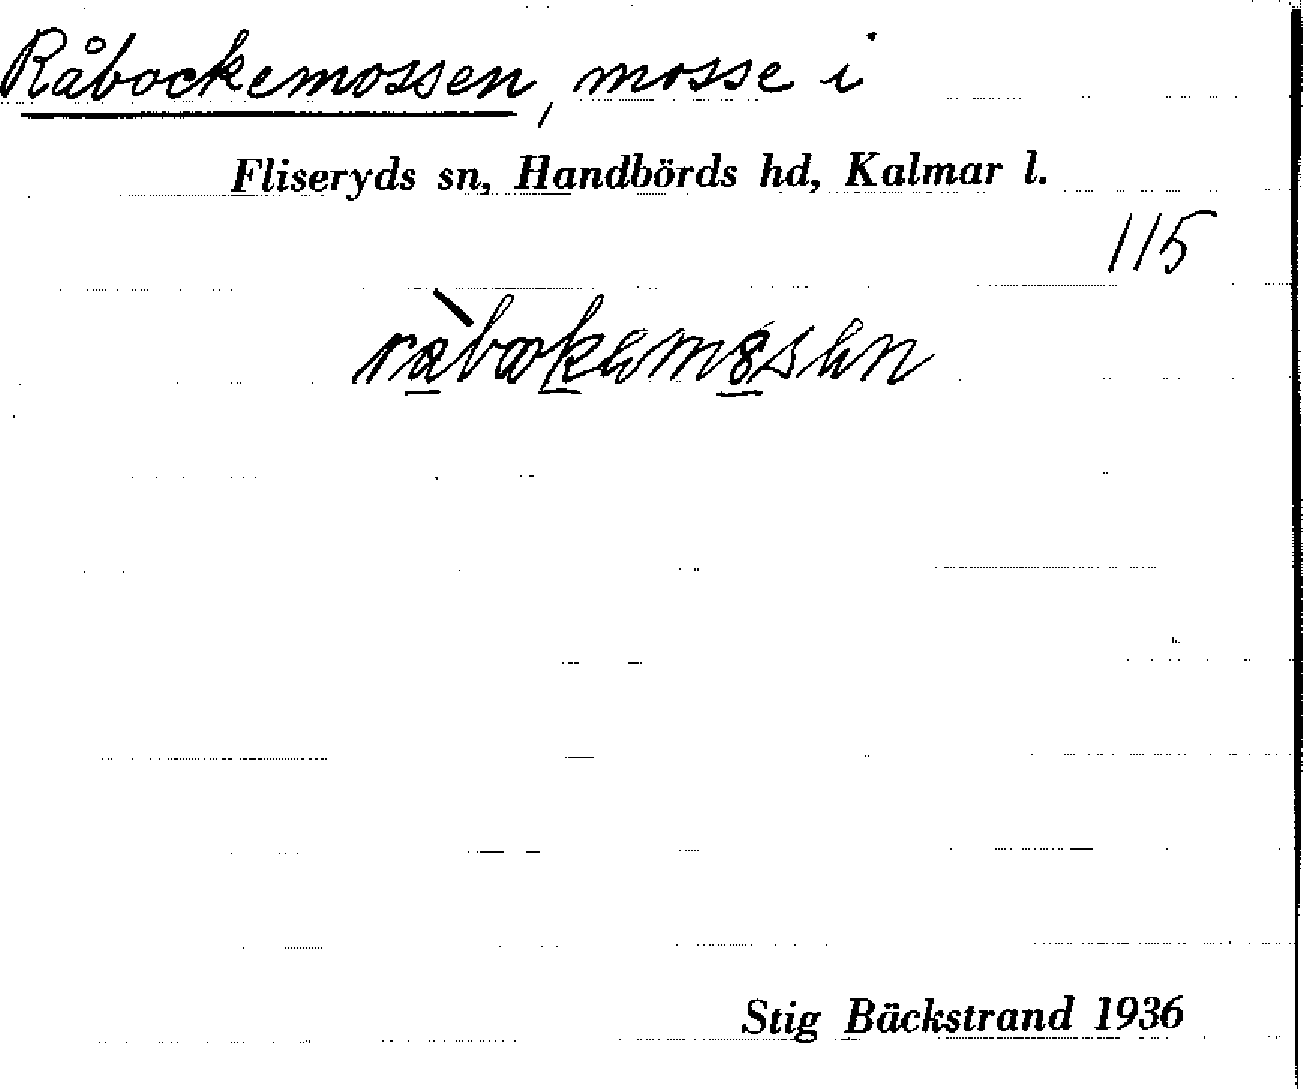 Råbockemossen, mosse i
Fliseryds sn, Handbörds hd, Kalmar l.
115
Stig Bäckstrand 1936